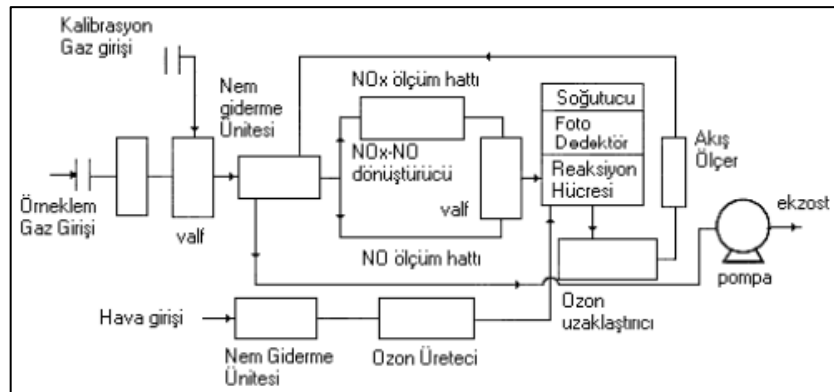 Kalibrasyon
Gaz girişi
Nem
giderme
Ünitesi
NOx ölçüm hattı
NOx-NO
dönüştürücü
Soğutucu
Foto
Dedektör
Reaksiyon
Hücresi
Akış
Ölçer
Örneklem
Gaz Girişi
valf
valf
ekzost
pompa
NO ölçüm hattı
Ozon
uzaklaştırıcı
Hava girişi
Nem Giderme
Ünitesi
Ozon Üreteci